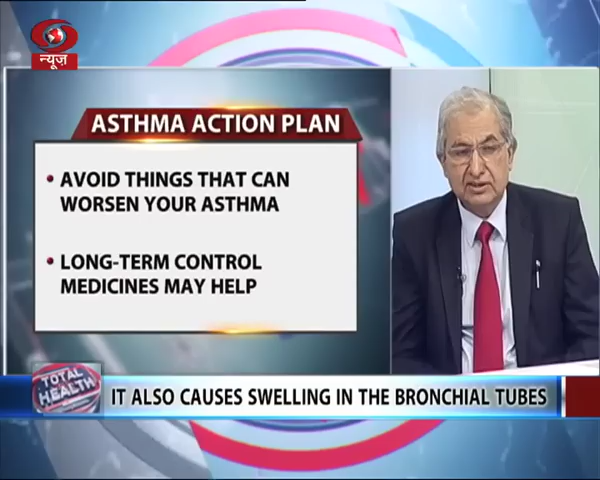 न्यूज़
ASTHMA ACTION PLAN
• AVOID THINGS THAT CAN
WORSEN YOUR ASTHMA
• LONG-TERM CONTROL
MEDICINES MAY HELP
TOTAL
HEALTH
IT ALSO CAUSES SWELLING IN THE BRONCHIAL TUBES